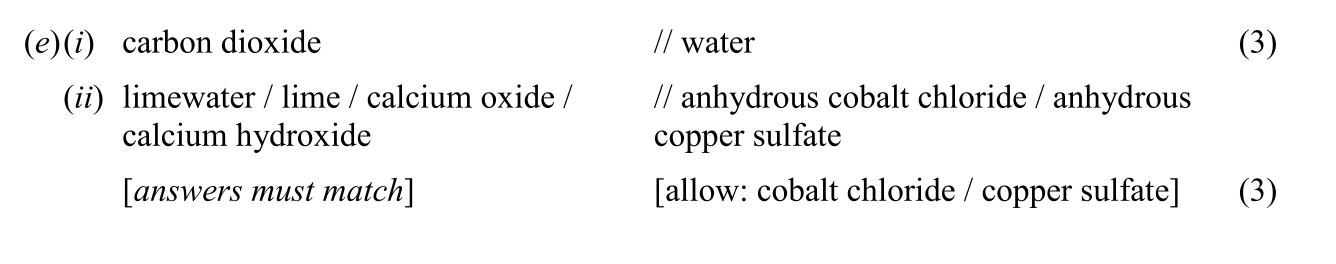 (e)(i) carbon dioxide // water (3)
(ii) limewater / lime / calcium oxide / // anhydrous cobalt chloride / anhydrous
calcium hydroxide copper sulfate
[answers must match] [allow: cobalt chloride / copper sulfate] (3)